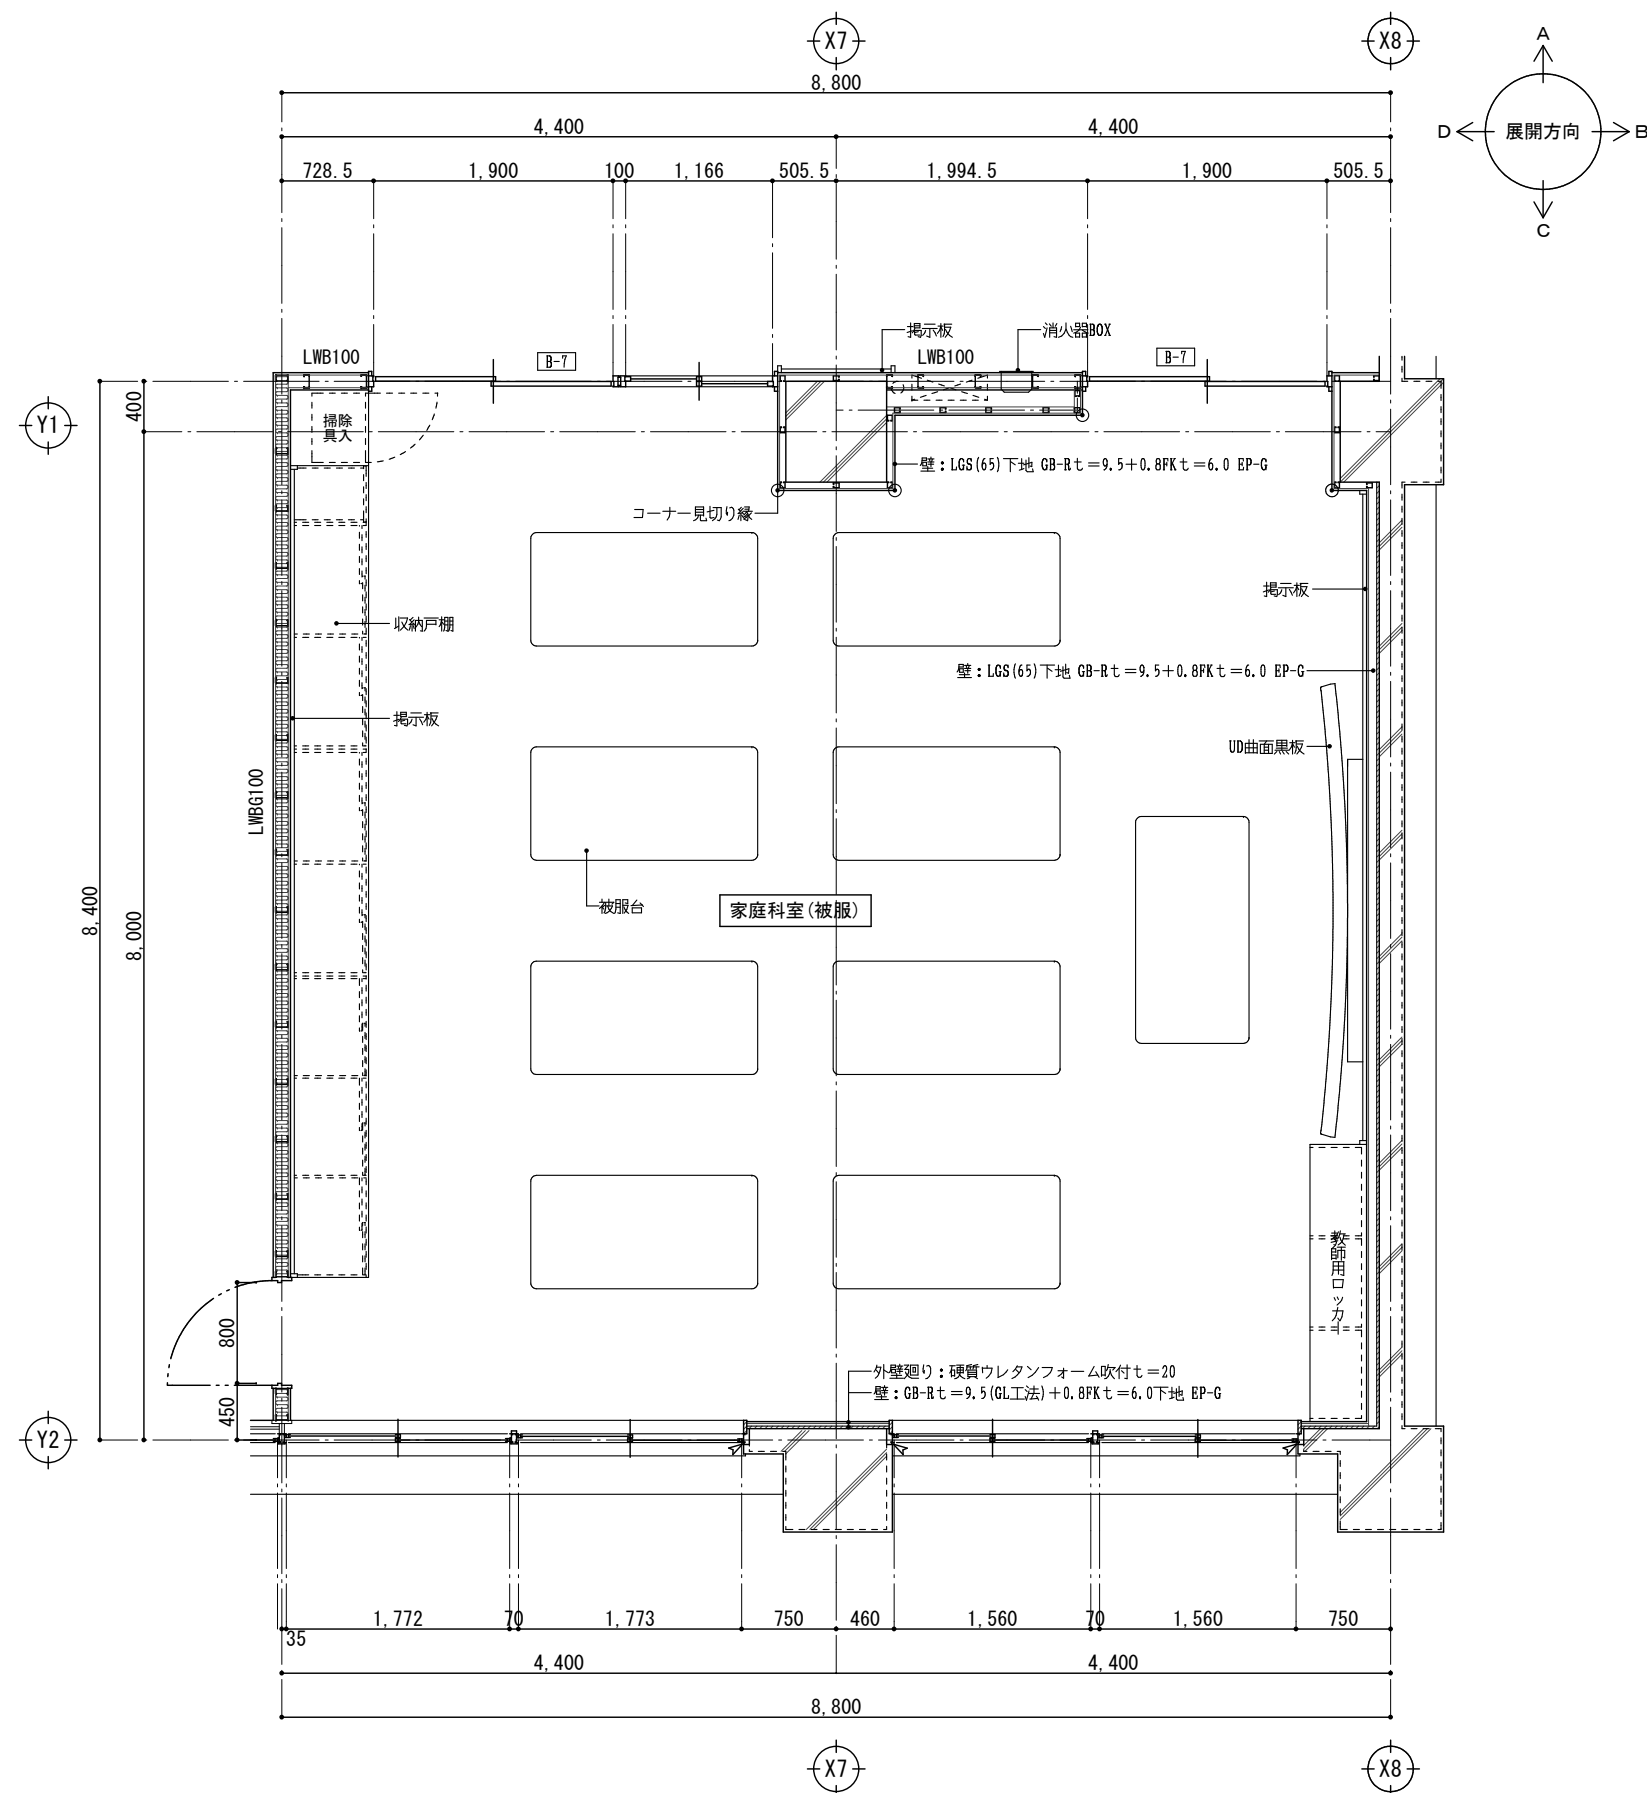 X7
X8
A
8,800
D
展開方向
B
4,400
4,400
728.5
1,900
100
1,166
505.5
1,994.5
1,900
505.5
C
掲示板
消火器BOX
LWB100
B-7
LWB100
B-7
400
掃除
具入
Y1
壁：LGS(65)下地 GB-Rｔ＝9.5＋0.8FKｔ＝6.0 EP-G
コーナー見切り縁
掲示板
収納戸棚
壁：LGS(65)下地 GB-Rｔ＝9.5＋0.8FKｔ＝6.0 EP-G
掲示板
UD曲面黒板
LWBG100
8,400
8,000
被服台
家庭科室(被服)
教師用ロッカー
800
外壁廻り：硬質ウレタンフォーム吹付ｔ＝20
壁：GB-Rｔ＝9.5(GL工法)＋0.8FKｔ＝6.0下地 EP-G
450
Y2
1,772
70
1,773
750
460
1,560
70
1,560
750
35
4,400
4,400
8,800
X7
X8